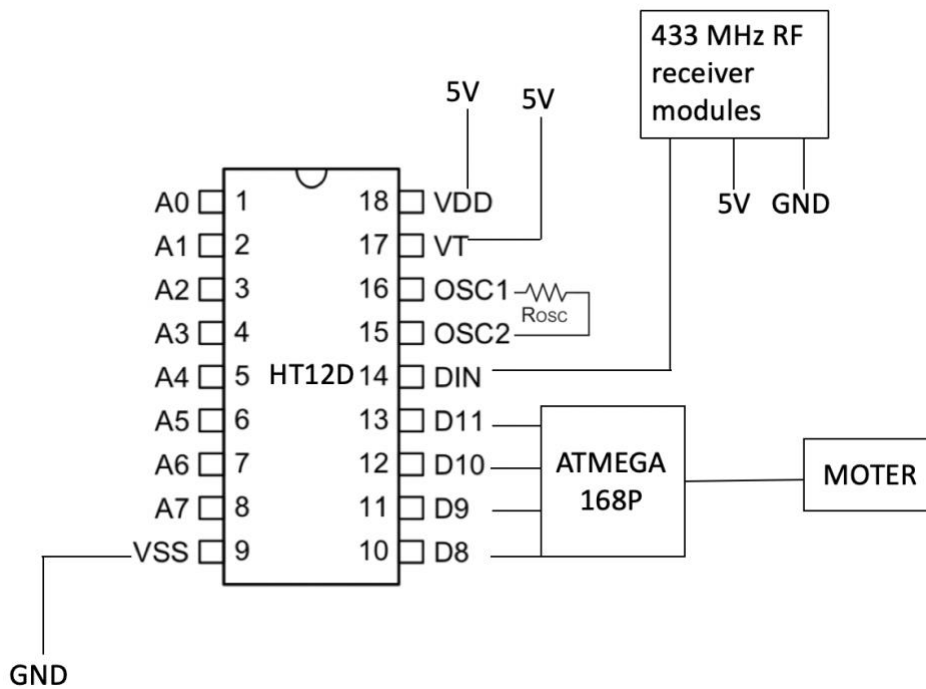 433 MHz RF
receiver
modules
5V
5V
5V GND
A0 1 18 VDD
A1 2 17 VT
A2 3 16 OSC1
Rosc
A3 4 15 OSC2
A4 5 HT12D 14 DIN
A5 6 13 D11
A6 7 12 D10
A7 8 11 D9
VSS 9 10 D8
ATMEGA
168P
MOTER
GND